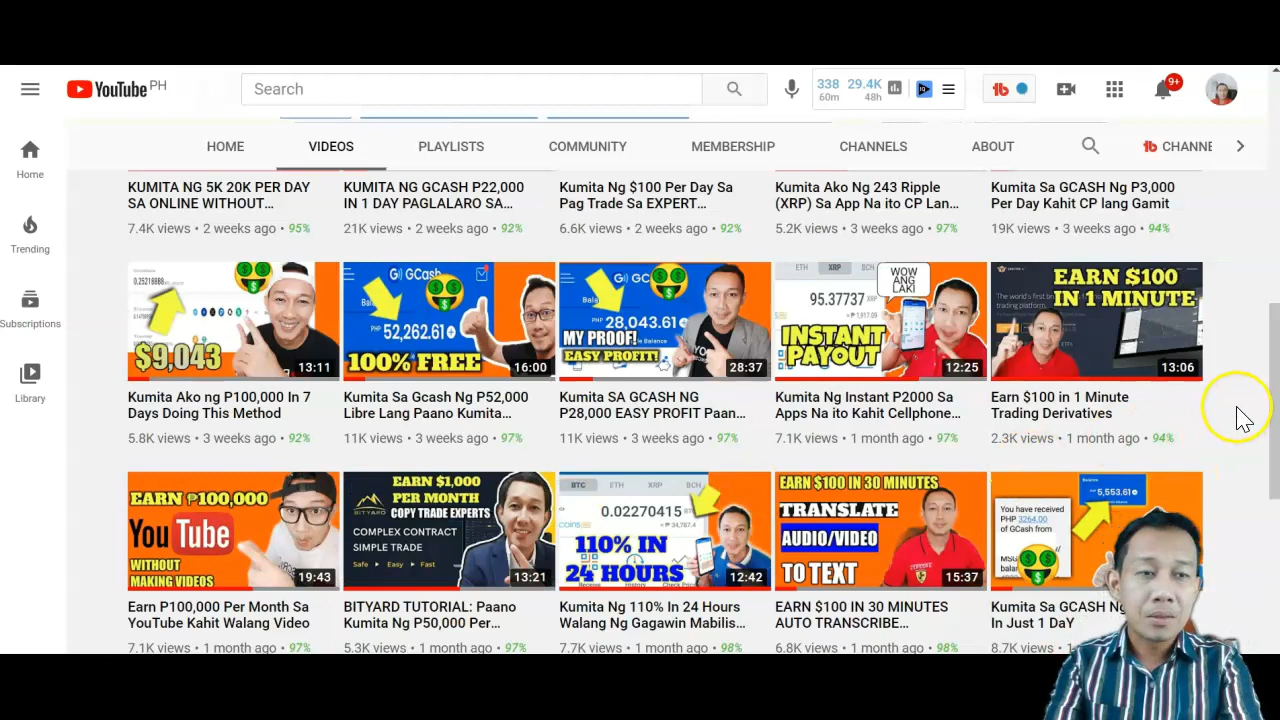 YouTube PH
Search
338 29.4K
60m 48h
9+
HOME VIDEOS PLAYLISTS COMMUNITY MEMBERSHIP CHANNELS ABOUT CHANNE
Home
Trending
Subscriptions
Library
KUMITA NG 5K 20K PER DAY
SA ONLINE WITHOUT...
7.4K views • 2 weeks ago • 95%
KUMITA NG GCASH P22,000
IN 1 DAY PAGLALARO SA...
21K views • 2 weeks ago • 92%
Kumita Ng $100 Per Day Sa
Pag Trade Sa EXPERT...
6.6K views • 2 weeks ago • 92%
Kumita Ako Ng 243 Ripple
(XRP) Sa App Na ito CP Lan...
5.2K views • 3 weeks ago • 97%
Kumita Sa GCASH Ng P3,000
Per Day Kahit CP lang Gamit
19K views • 3 weeks ago • 94%
$9,043
13:11
Kumita Ako ng P100,000 In 7
Days Doing This Method
5.8K views • 3 weeks ago • 92%
GCash
PHP 52,262.61
100% FREE
16:00
Kumita Sa Gcash Ng P52,000
Libre Lang Paano Kumita...
11K views • 3 weeks ago • 97%
28,043.61
MY PROOF!
EASY PROFIT!
28:37
Kumita SA GCASH NG
P28,000 EASY PROFIT Paan...
11K views • 3 weeks ago • 97%
ETH XRP BCH
WOW
ANG
LAKI
95.37737 XRP
INSTANT
PAYOUT
12:25
Kumita Ng Instant P2000 Sa
Apps Na ito Kahit Cellphone...
7.1K views • 1 month ago • 97%
EARN $100
IN 1 MINUTE
13:06
Earn $100 in 1 Minute
Trading Derivatives
2.3K views • 1 month ago • 94%
EARN ₱100,000
YouTube
WITHOUT
MAKING VIDEOS
19:43
Earn P100,000 Per Month Sa
YouTube Kahit Walang Video
7.1K views • 1 month ago • 97%
EARN $1,000
PER MONTH
COPY TRADE EXPERTS
BITYARD
COMPLEX CONTRACT
SIMPLE TRADE
Safe Easy Fast
13:21
BITYARD TUTORIAL: Paano
Kumita Ng P50,000 Per...
5.3K views • 1 month ago • 97%
BTC ETH XRP BCH
0.02270415
coins
110% IN
24 HOURS
12:42
Kumita Ng 110% In 24 Hours
Walang Ng Gagawin Mabilis...
7.7K views • 1 month ago • 98%
EARN $100 IN 30 MINUTES
TRANSLATE
AUDIO/VIDEO
TO TEXT
15:37
EARN $100 IN 30 MINUTES
AUTO TRANSCRIBE...
6.8K views • 1 month ago • 98%
Balance
5,553.61
You have received
PHP 3264.00
of GCash from
Kumita Sa GCASH Ng
In Just 1 DaY
8.7K views • 1 month